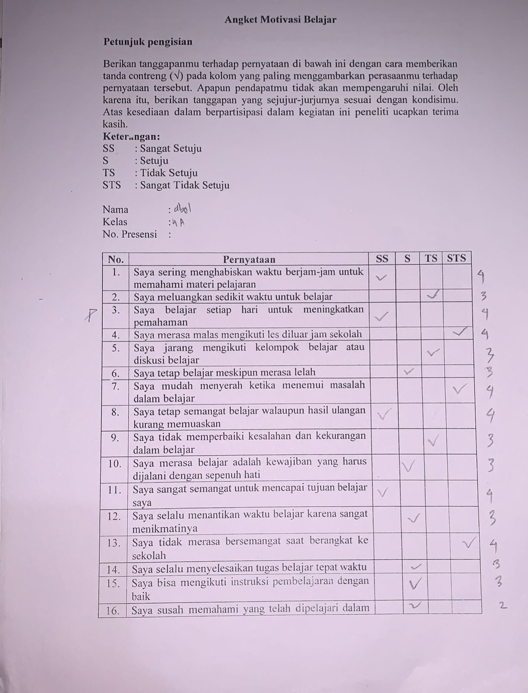 Angket Motivasi Belajar
Petunjuk pengisian
Berikan tanggapanmu terhadap pernyataan di bawah ini dengan cara memberikan
tanda contreng (√) pada kolom yang paling menggambarkan perasaanmu terhadap
pernyataan tersebut. Apapun pendapatmu tidak akan mempengaruhi nilai. Oleh
karena itu, berikan tanggapan yang sejujur-jurjurnya sesuai dengan kondisimu.
Atas kesediaan dalam berpartisipasi dalam kegiatan ini peneliti ucapkan terima
kasih.
Keterangan:
SS : Sangat Setuju
S : Setuju
TS : Tidak Setuju
STS : Sangat Tidak Setuju
Nama :
Kelas :
No. Presensi :
No. Pernyataan SS S TS STS
1. Saya sering menghabiskan waktu berjam-jam untuk ✓ 4
memahami materi pelajaran
2. Saya meluangkan sedikit waktu untuk belajar ✓ 3
3. Saya belajar setiap hari untuk meningkatkan ✓ 4
pemahaman
4. Saya merasa malas mengikuti les diluar jam sekolah ✓ 4
5. Saya jarang mengikuti kelompok belajar atau ✓ 3
diskusi belajar
6. Saya tetap belajar meskipun merasa lelah ✓ 3
7. Saya mudah menyerah ketika menemui masalah ✓ 4
dalam belajar
8. Saya tetap semangat belajar walaupun hasil ulangan ✓ 4
kurang memuaskan
9. Saya tidak memperbaiki kesalahan dan kekurangan ✓ 3
dalam belajar
10. Saya merasa belajar adalah kewajiban yang harus ✓ 3
dijalani dengan sepenuh hati
11. Saya sangat semangat untuk mencapai tujuan belajar ✓ 4
saya
12. Saya selalu menantikan waktu belajar karena sangat ✓ 3
menikmatinya
13. Saya tidak merasa bersemangat saat berangkat ke ✓ 4
sekolah
14. Saya selalu menyelesaikan tugas belajar tepat waktu ✓ 3
15. Saya bisa mengikuti instruksi pembelajaran dengan ✓ 3
baik
16. Saya susah memahami yang telah dipelajari dalam ✓ 2